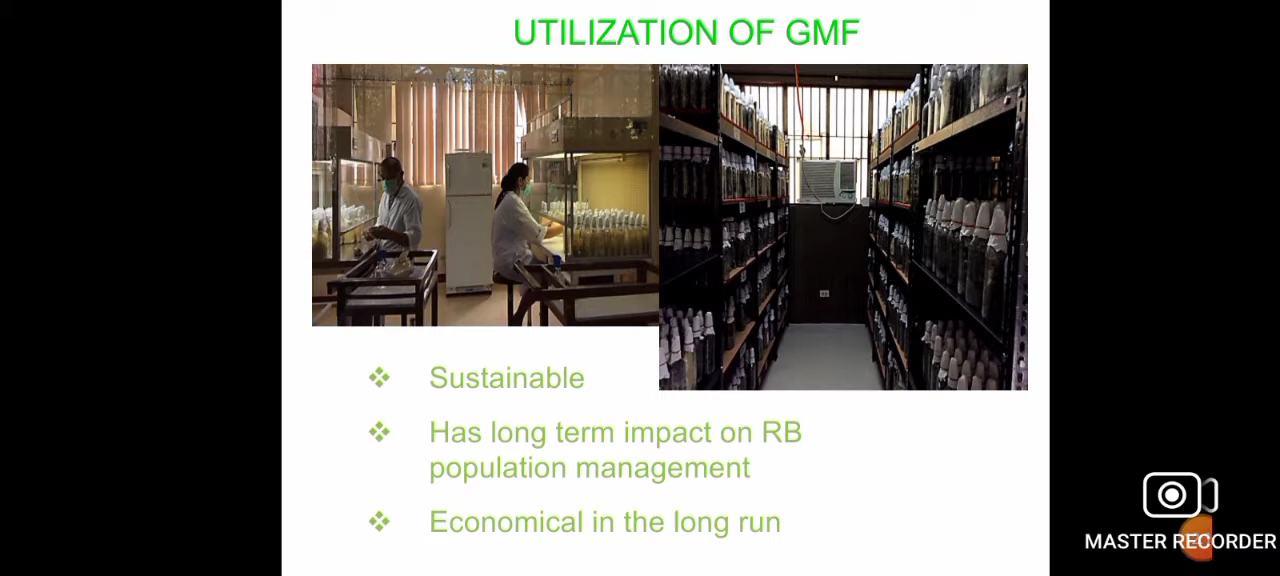 UTILIZATION OF GMF
Sustainable
Has long term impact on RB
population management
Economical in the long run
MASTER RECORDER